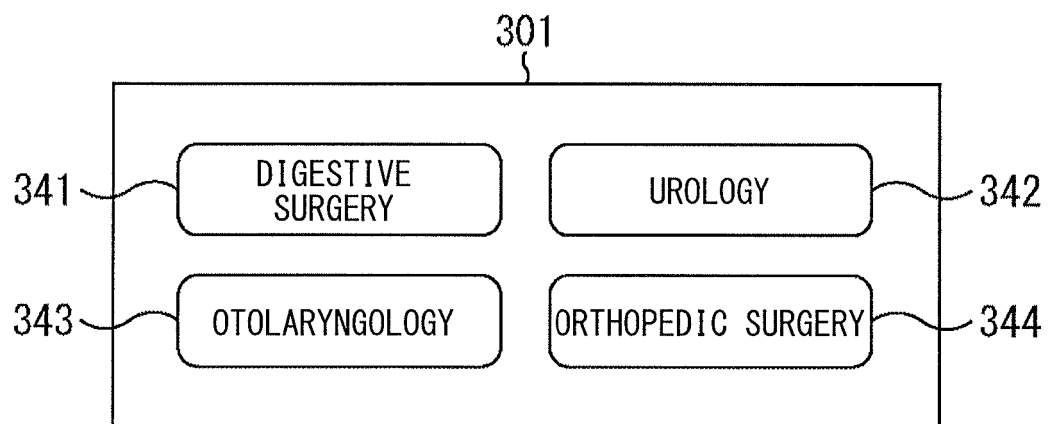 301
341
DIGESTIVE
SURGERY
UROLOGY
342
343
OTOLARYNGOLOGY
ORTHOPEDIC SURGERY
344